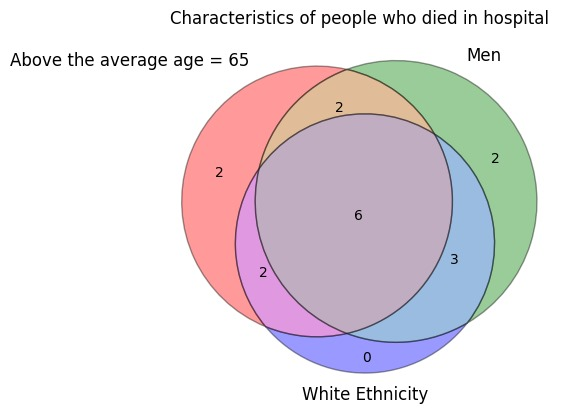 Characteristics of people who died in hospital
Above the average age = 65
Men
2
2
2
6
2
3
0
White Ethnicity